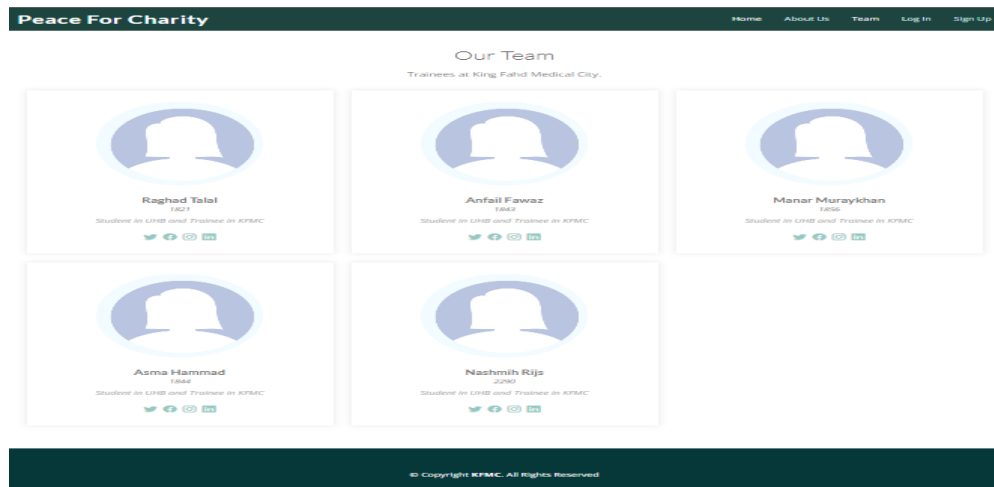 Peace For Charity
Home About Us Team Log In Sign Up
Our Team
Trainees at King Fahd Medical City.
Raghad Talal
1821
Student in UHB and Trainee in KFMC
Anfail Fawaz
1843
Student in UHB and Trainee in KFMC
Manar Muraykhan
1856
Student in UHB and Trainee in KFMC
Asma Hammad
1844
Student in UHB and Trainee in KFMC
Nashmih Rijs
2290
Student in UHB and Trainee in KFMC
© Copyright KFMC. All Rights Reserved